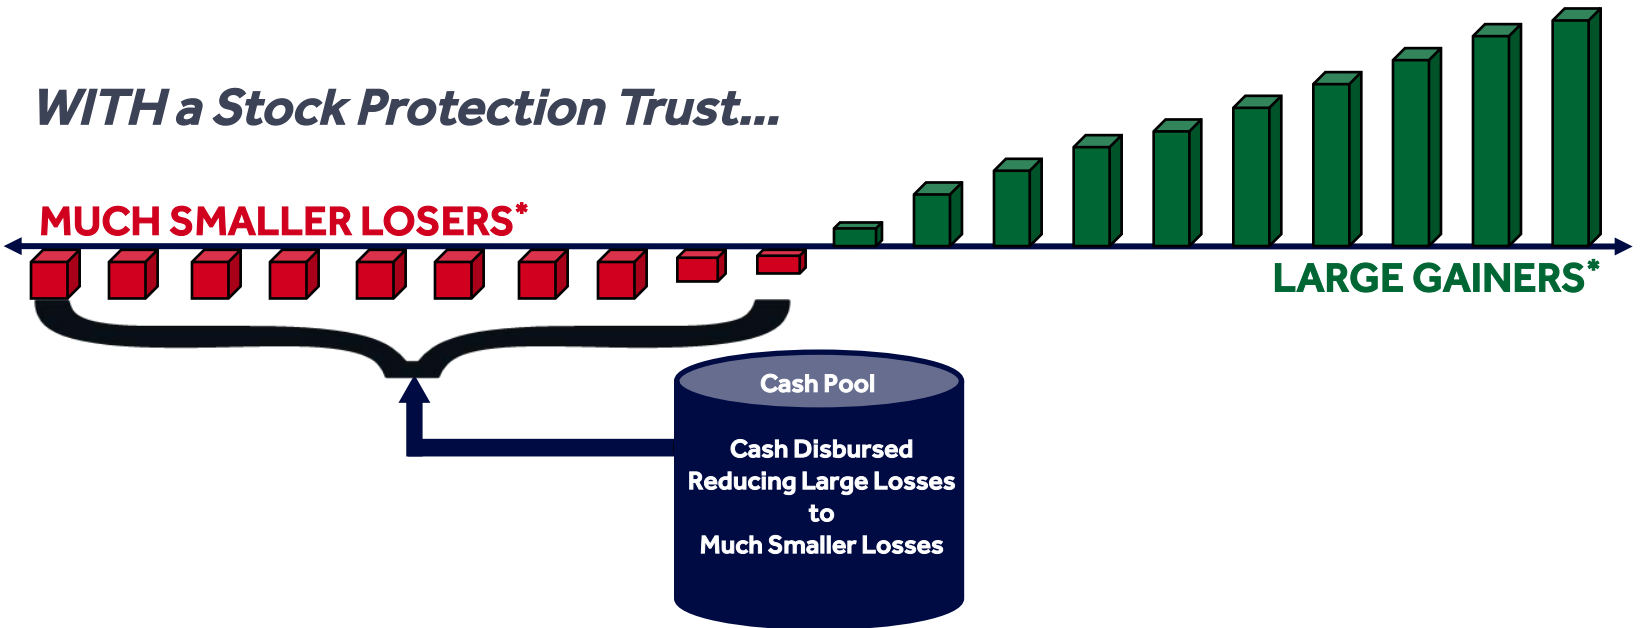 WITH a Stock Protection Trust...
MUCH SMALLER LOSERS*
LARGE GAINERS*
Cash Pool
Cash Disbursed
Reducing Large Losses
to
Much Smaller Losses